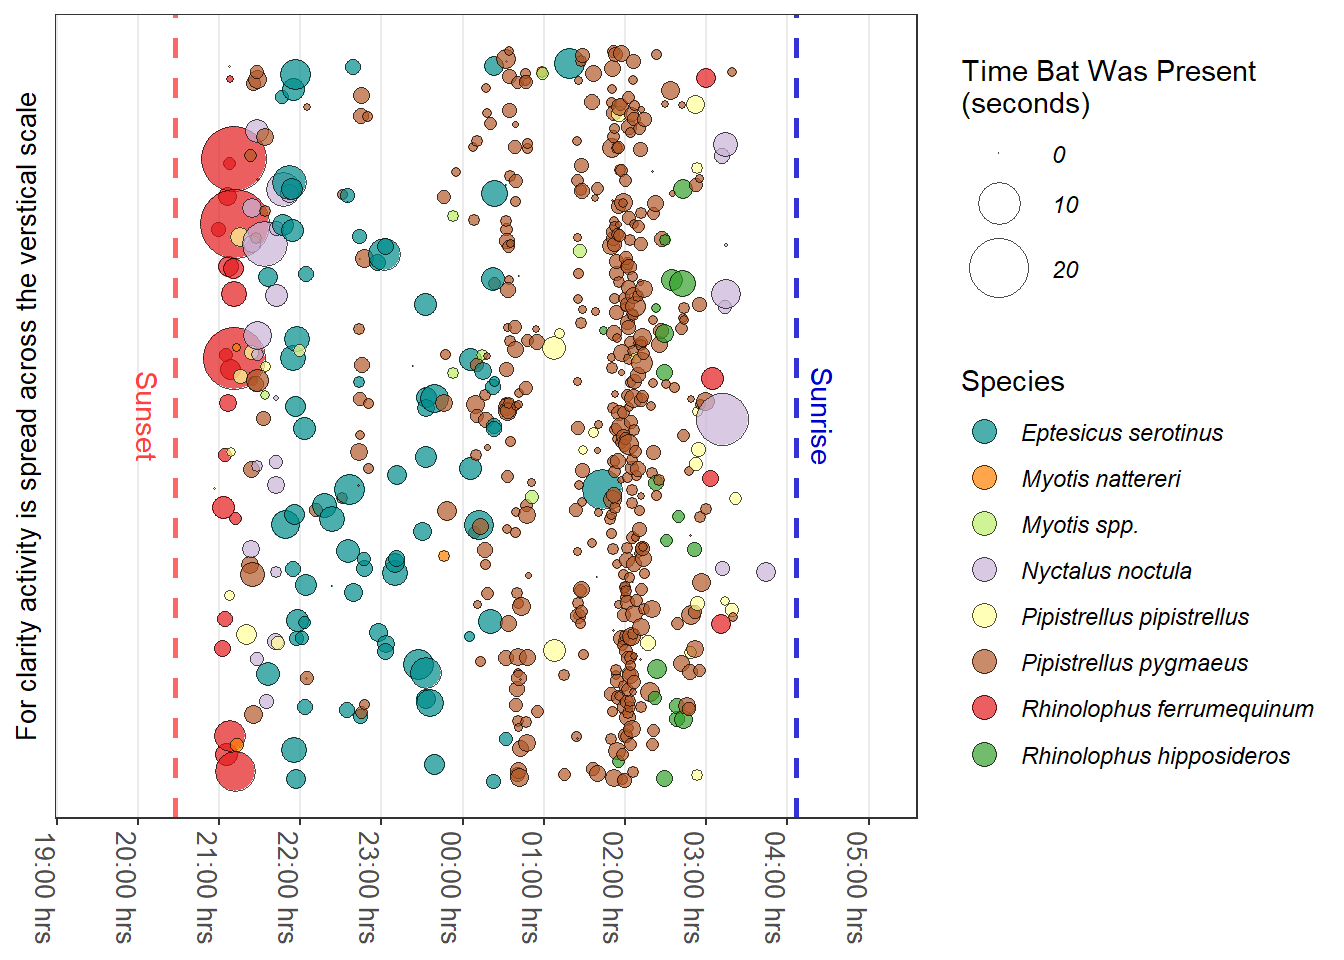 For clarity activity is spread across the verstical scale
Sunset
Sunrise
19:00 hrs
20:00 hrs
21:00 hrs
22:00 hrs
23:00 hrs
00:00 hrs
01:00 hrs
02:00 hrs
03:00 hrs
04:00 hrs
05:00 hrs
Time Bat Was Present
(seconds)
0
10
20
Species
Eptesicus serotinus
Myotis nattereri
Myotis spp.
Nyctalus noctula
Pipistrellus pipistrellus
Pipistrellus pygmaeus
Rhinolophus ferrumequinum
Rhinolophus hipposideros